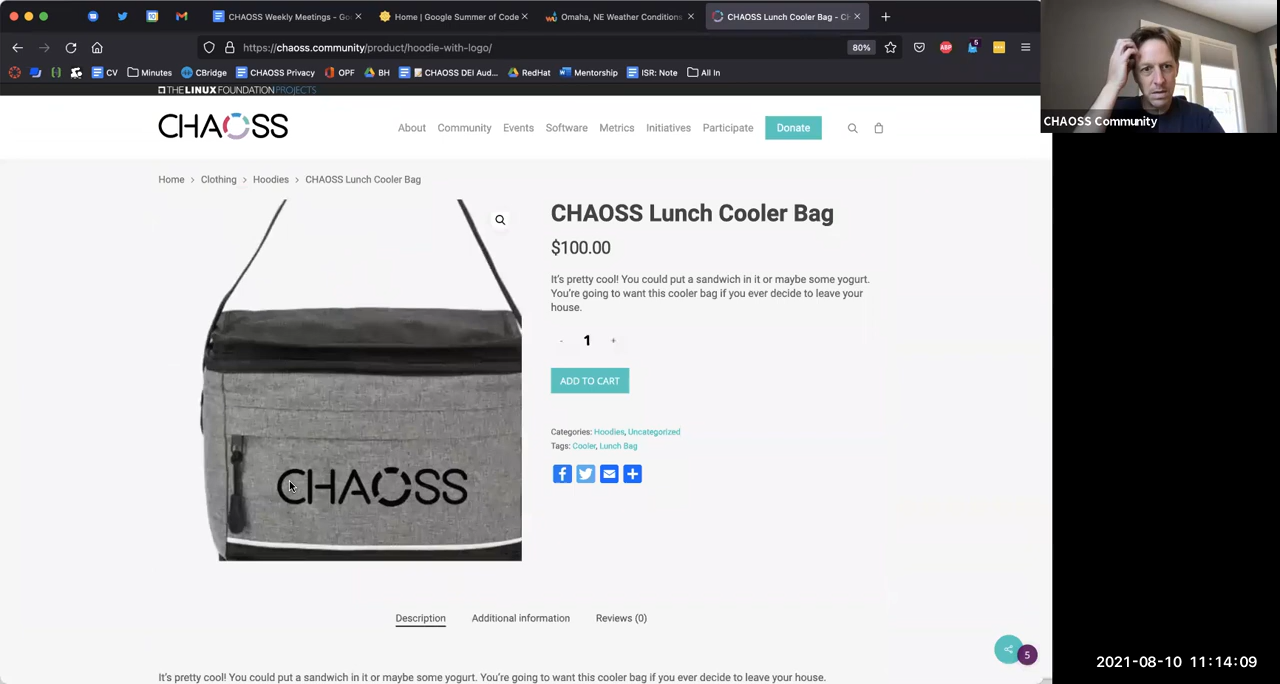 CHAOSS Weekly Meetings - Goo
Home | Google Summer of Code
Omaha, NE Weather Conditions
CHAOSS Lunch Cooler Bag - CH
https://chaoss.community/product/hoodie-with-logo/
80%
ABP
5
CV
Minutes
CBridge
CHAOSS Privacy
OPF
BH
CHAOSS DEI Aud...
RedHat
Mentorship
ISR: Note
All In
THE LINUX FOUNDATION PROJECTS
CHAOSS
About
Community
Events
Software
Metrics
Initiatives
Participate
Donate
CHAOSS Community
Home > Clothing > Hoodies > CHAOSS Lunch Cooler Bag
CHAOSS Lunch Cooler Bag
$100.00
It's pretty cool! You could put a sandwich in it or maybe some yogurt.
You're going to want this cooler bag if you ever decide to leave your
house.
- 1 +
ADD TO CART
Categories: Hoodies, Uncategorized
Tags: Cooler, Lunch Bag
CHAOSS
Description
Additional information
Reviews (0)
5
2021-08-10 11:14:09
It's pretty cool! You could put a sandwich in it or maybe some yogurt. You're going to want this cooler bag if you ever decide to leave your house.